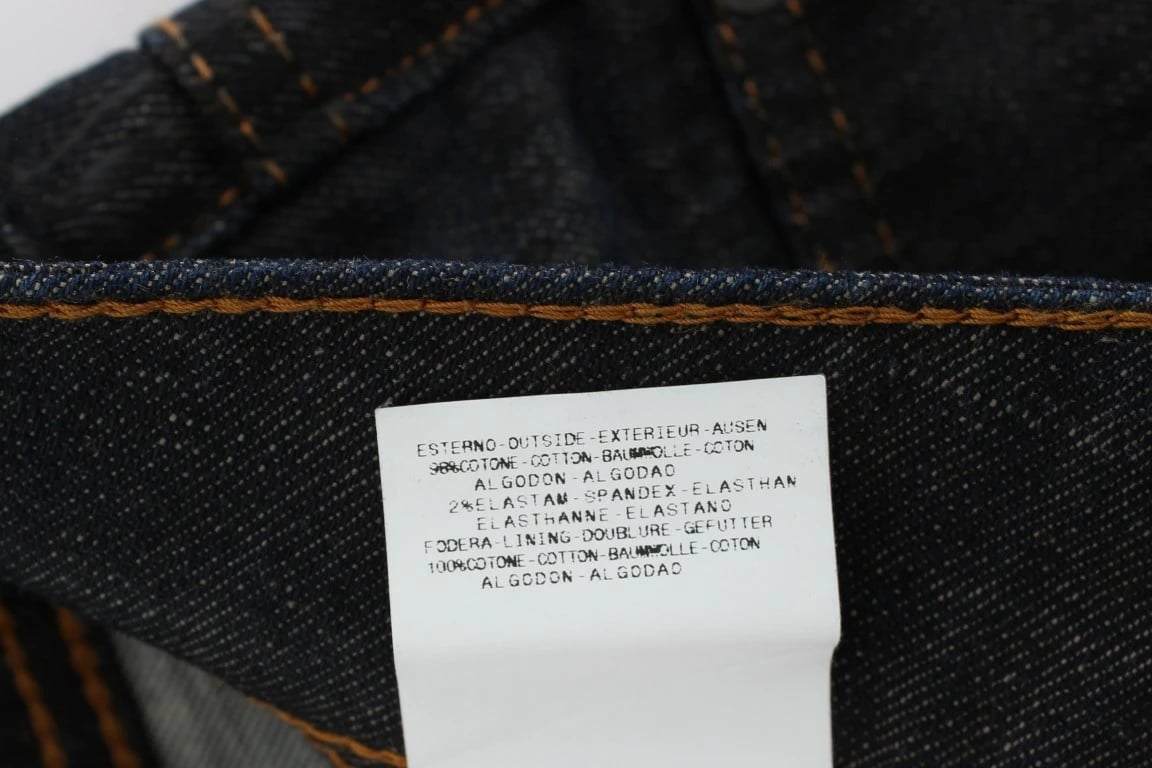 ESTERNO-OUTSIDE-EXTERIEUR-AUSEN
98%COTONE-COTTON-BAUMWOLLE-COTON
ALGODON-ALGODAO
2%ELASTAM-SPANDEX-ELASTHAN
ELASTHANNE-ELASTANO
FODERA-LINING-DOUBLURE-GEFUTTER
100%COTONE-COTTON-BAUMWOLLE-COTON
ALGODON-ALGODAO